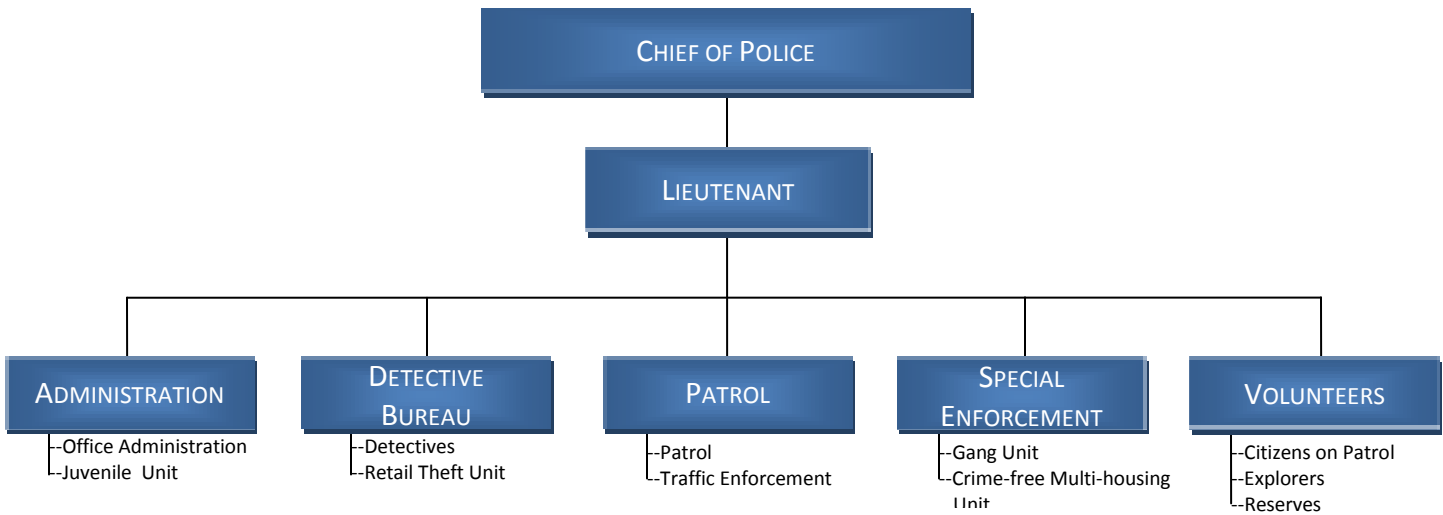 CHIEF OF POLICE
LIEUTENANT
ADMINISTRATION
--Office Administration
--Juvenile Unit
DETECTIVE
BUREAU
--Detectives
--Retail Theft Unit
PATROL
--Patrol
--Traffic Enforcement
SPECIAL
ENFORCEMENT
--Gang Unit
--Crime-free Multi-housing
Unit
VOLUNTEERS
--Citizens on Patrol
--Explorers
--Reserves